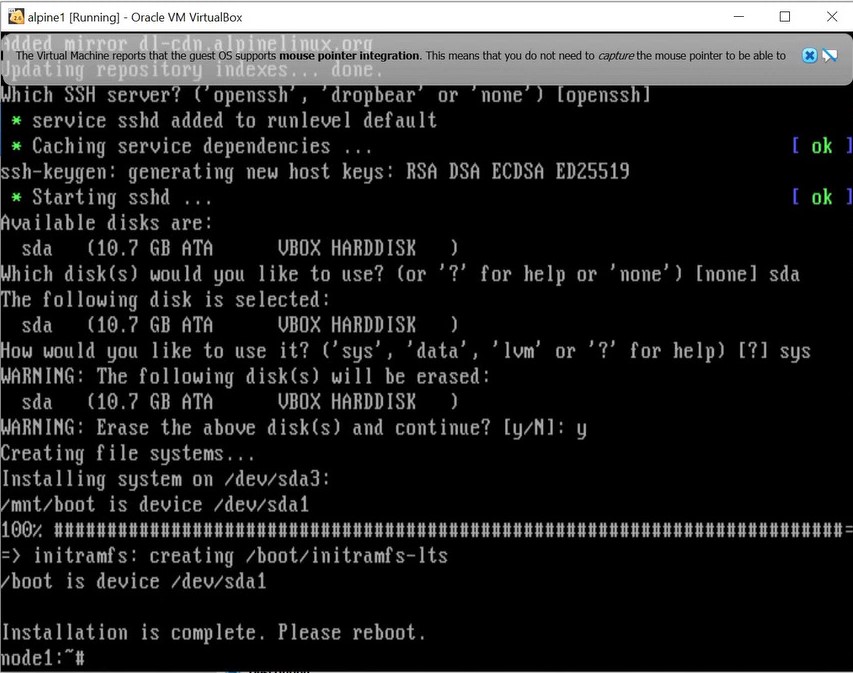 alpine1 [Running] - Oracle VM VirtualBox
added mirror dl-cdn.alpinelinux.org
The Virtual Machine reports that the guest OS supports mouse pointer integration. This means that you do not need to capture the mouse pointer to be able to
Updating repository indexes... done.
Which SSH server? ('openssh', 'dropbear' or 'none') [openssh]
* service sshd added to runlevel default
* Caching service dependencies ... [ ok ]
ssh-keygen: generating new host keys: RSA DSA ECDSA ED25519
* Starting sshd ... [ ok ]
Available disks are:
sda (10.7 GB ATA VBOX HARDDISK )
Which disk(s) would you like to use? (or '?' for help or 'none') [none] sda
The following disk is selected:
sda (10.7 GB ATA VBOX HARDDISK )
How would you like to use it? ('sys', 'data', 'lvm' or '?' for help) [?] sys
WARNING: The following disk(s) will be erased:
sda (10.7 GB ATA VBOX HARDDISK )
WARNING: Erase the above disk(s) and continue? [y/N]: y
Creating file systems...
Installing system on /dev/sda3:
/mnt/boot is device /dev/sda1
100% ##########################################################################=
=> initramfs: creating /boot/initramfs-lts
/boot is device /dev/sda1
Installation is complete. Please reboot.
node1:~#